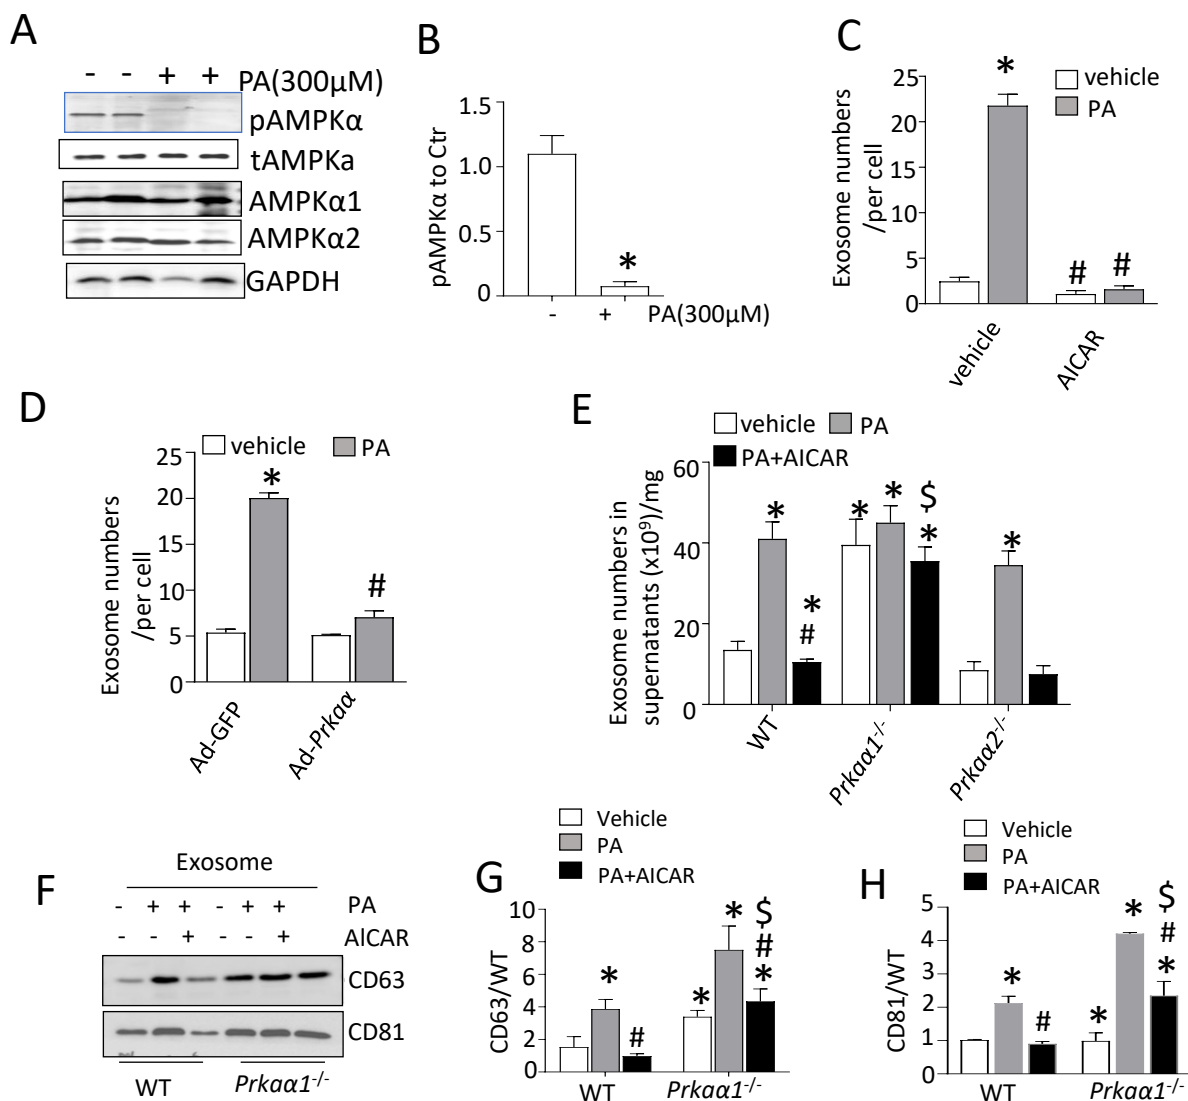 A
- - + + PA(300µM)
pAMPKα
tAMPKa
AMPKα1
AMPKα2
GAPDH
B
pAMPKα to Ctr
1.5
1.0
0.5
0
*
- + PA(300µM)
C
Exosome numbers
/per cell
25
20
15
10
5
0
vehicle
PA
*
# #
vehicle
AICAR
D
Exosome numbers
/per cell
vehicle PA
25
20
15
10
5
0
*
#
Ad-GFP
Ad-Prkaα
E
vehicle PA
PA+AICAR
Exosome numbers in
supernatants (x10⁹)/mg
60
40
20
0
*
*
#
*
*
$
*
*
WT
Prkaα1-/-
Prkaα2-/-
F
Exosome
- + + - + + PA
- - + - - + AICAR
CD63
CD81
WT Prkaα1-/-
G
Vehicle
PA
PA+AICAR
CD63/WT
10
8
6
4
2
0
*
#
*
*
$
#
*
WT Prkaα1-/-
H
Vehicle
PA
PA+AICAR
CD81/WT
5
4
3
2
1
0
*
#
*
*
$
#
*
WT Prkaα1-/-